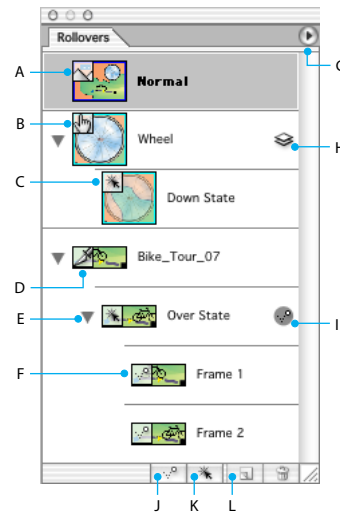 Rollovers
A
Normal
G
B
Wheel
H
C
Down State
Bike_Tour_07
D
E
Over State
I
F
Frame 1
Frame 2
J
K
L